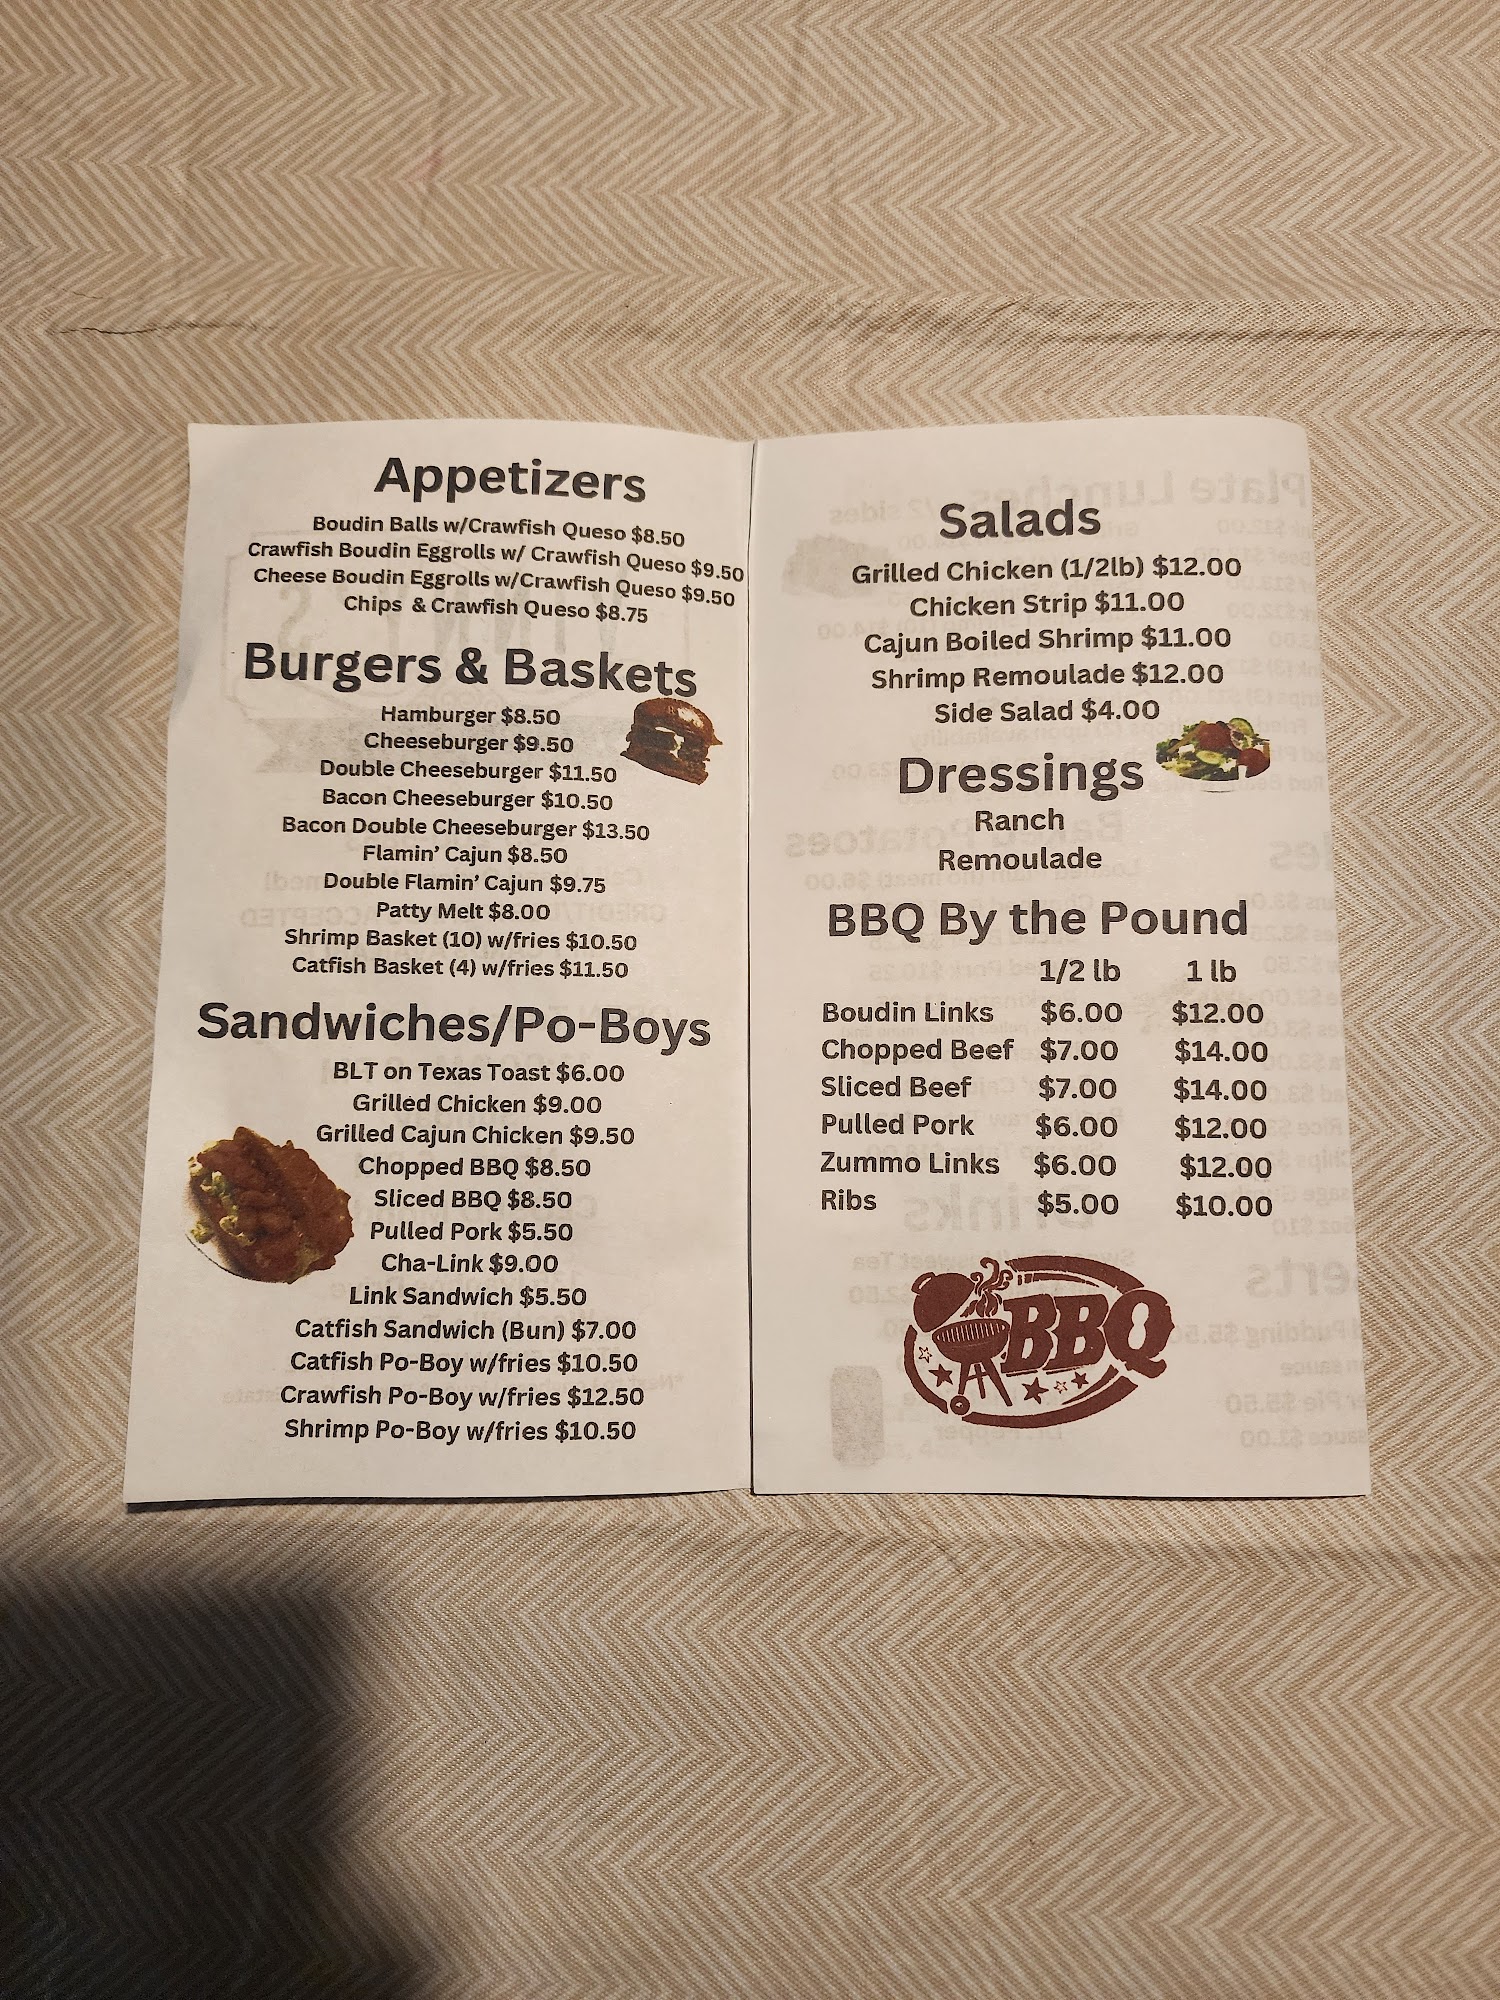 Appetizers
Boudin Balls w/Crawfish Queso $8.50
Crawfish Boudin Eggrolls w/ Crawfish Queso $9.50
Cheese Boudin Eggrolls w/Crawfish Queso $9.50
Chips & Crawfish Queso $8.75
Burgers & Baskets
Hamburger $8.50
Cheeseburger $9.50
Double Cheeseburger $11.50
Bacon Cheeseburger $10.50
Bacon Double Cheeseburger $13.50
Flamin' Cajun $8.50
Double Flamin' Cajun $9.75
Patty Melt $8.00
Shrimp Basket (10) w/fries $10.50
Catfish Basket (4) w/fries $11.50
Sandwiches/Po-Boys
BLT on Texas Toast $6.00
Grilled Chicken $9.00
Grilled Cajun Chicken $9.50
Chopped BBQ $8.50
Sliced BBQ $8.50
Pulled Pork $5.50
Cha-Link $9.00
Link Sandwich $5.50
Catfish Sandwich (Bun) $7.00
Catfish Po-Boy w/fries $10.50
Crawfish Po-Boy w/fries $12.50
Shrimp Po-Boy w/fries $10.50
Salads
Grilled Chicken (1/2lb) $12.00
Chicken Strip $11.00
Cajun Boiled Shrimp $11.00
Shrimp Remoulade $12.00
Side Salad $4.00
Dressings
Ranch
Remoulade
BBQ By the Pound
1/2 lb 1 lb
Boudin Links $6.00 $12.00
Chopped Beef $7.00 $14.00
Sliced Beef $7.00 $14.00
Pulled Pork $6.00 $12.00
Zummo Links $6.00 $12.00
Ribs $5.00 $10.00
BBQ